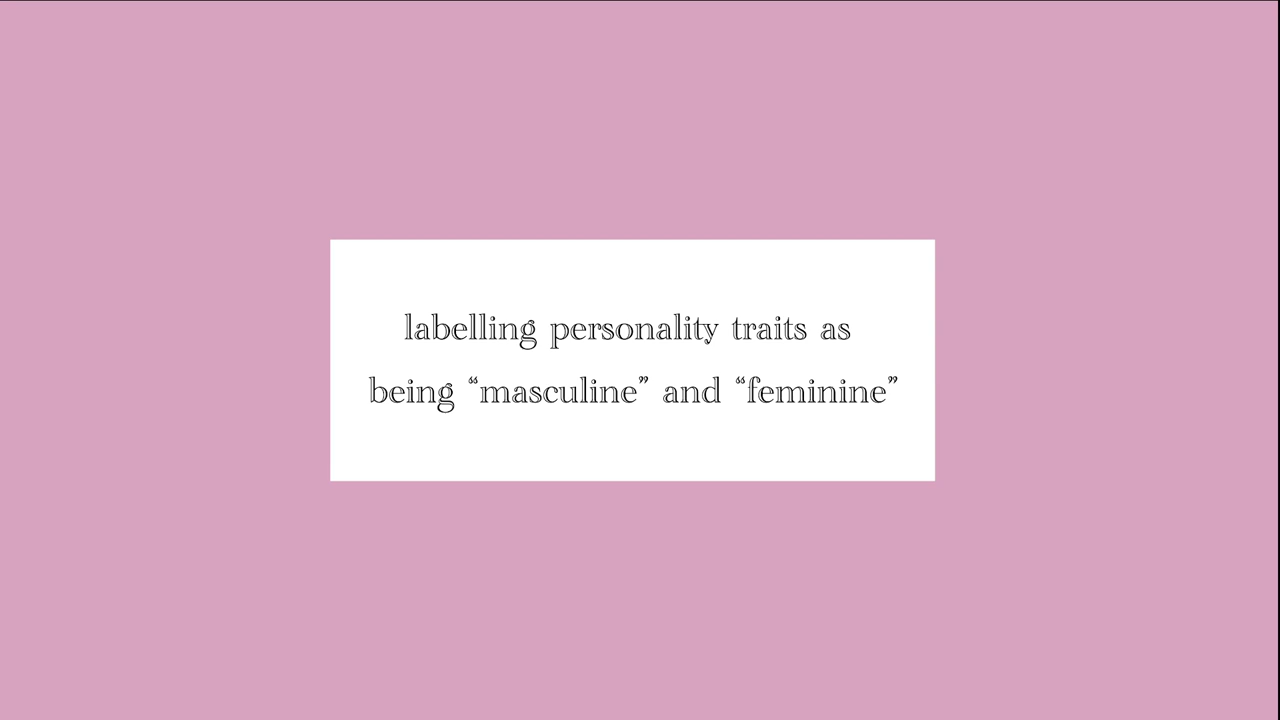 labelling personality traits as
being “masculine” and “feminine”